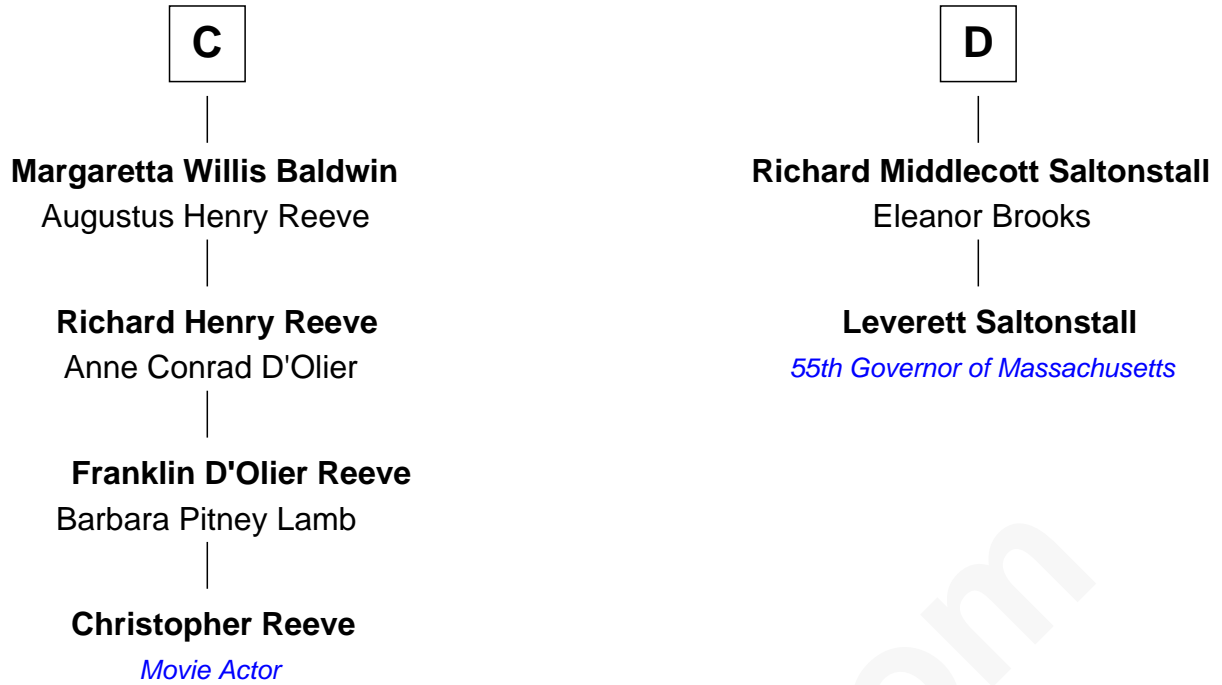 C
Margaretta Willis Baldwin
Augustus Henry Reeve
Richard Henry Reeve
Anne Conrad D'Olier
Franklin D'Olier Reeve
Barbara Pitney Lamb
Christopher Reeve
Movie Actor
D
Richard Middlecott Saltonstall
Eleanor Brooks
Leverett Saltonstall
55th Governor of Massachusetts
om